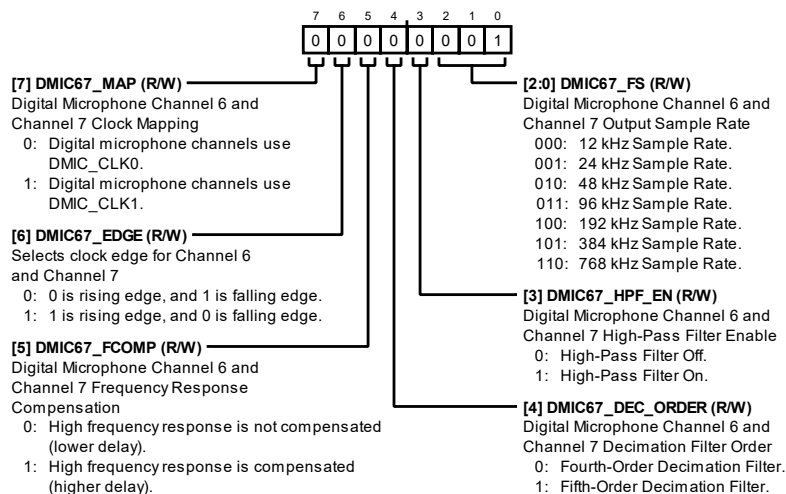 7 6 5 4 3 2 1 0
0 0 0 0 0 0 0 1
[7] DMIC67_MAP (R/W)
Digital Microphone Channel 6 and
Channel 7 Clock Mapping
0: Digital microphone channels use
DMIC_CLK0.
1: Digital microphone channels use
DMIC_CLK1.
[6] DMIC67_EDGE (R/W)
Selects clock edge for Channel 6
and Channel 7
0: 0 is rising edge, and 1 is falling edge.
1: 1 is rising edge, and 0 is falling edge.
[5] DMIC67_FCOMP (R/W)
Digital Microphone Channel 6 and
Channel 7 Frequency Response
Compensation
0: High frequency response is not compensated
(lower delay).
1: High frequency response is compensated
(higher delay).
[2:0] DMIC67_FS (R/W)
Digital Microphone Channel 6 and
Channel 7 Output Sample Rate
000: 12 kHz Sample Rate.
001: 24 kHz Sample Rate.
010: 48 kHz Sample Rate.
011: 96 kHz Sample Rate.
100: 192 kHz Sample Rate.
101: 384 kHz Sample Rate.
110: 768 kHz Sample Rate.
[3] DMIC67_HPF_EN (R/W)
Digital Microphone Channel 6 and
Channel 7 High-Pass Filter Enable
0: High-Pass Filter Off.
1: High-Pass Filter On.
[4] DMIC67_DEC_ORDER (R/W)
Digital Microphone Channel 6 and
Channel 7 Decimation Filter Order
0: Fourth-Order Decimation Filter.
1: Fifth-Order Decimation Filter.